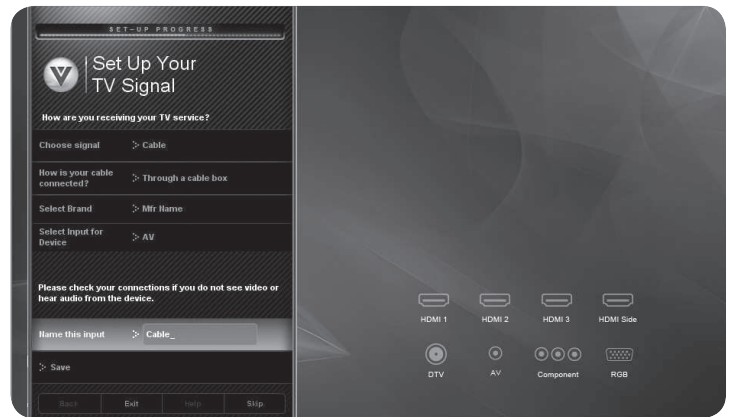 SET-UP PROGRESS
V
Set Up Your
TV Signal
How are you receiving your TV service?
Choose signal :> Cable
How is your cable
connected? :> Through a cable box
Select Brand :> Mfr Name
Select Input for
Device :> AV
Please check your connections if you do not see video or
hear audio from the device.
Name this input :> Cable_
:> Save
Back Exit Help Skip
HDMI 1 HDMI 2 HDMI 3 HDMI Side
DTV AV Component RGB